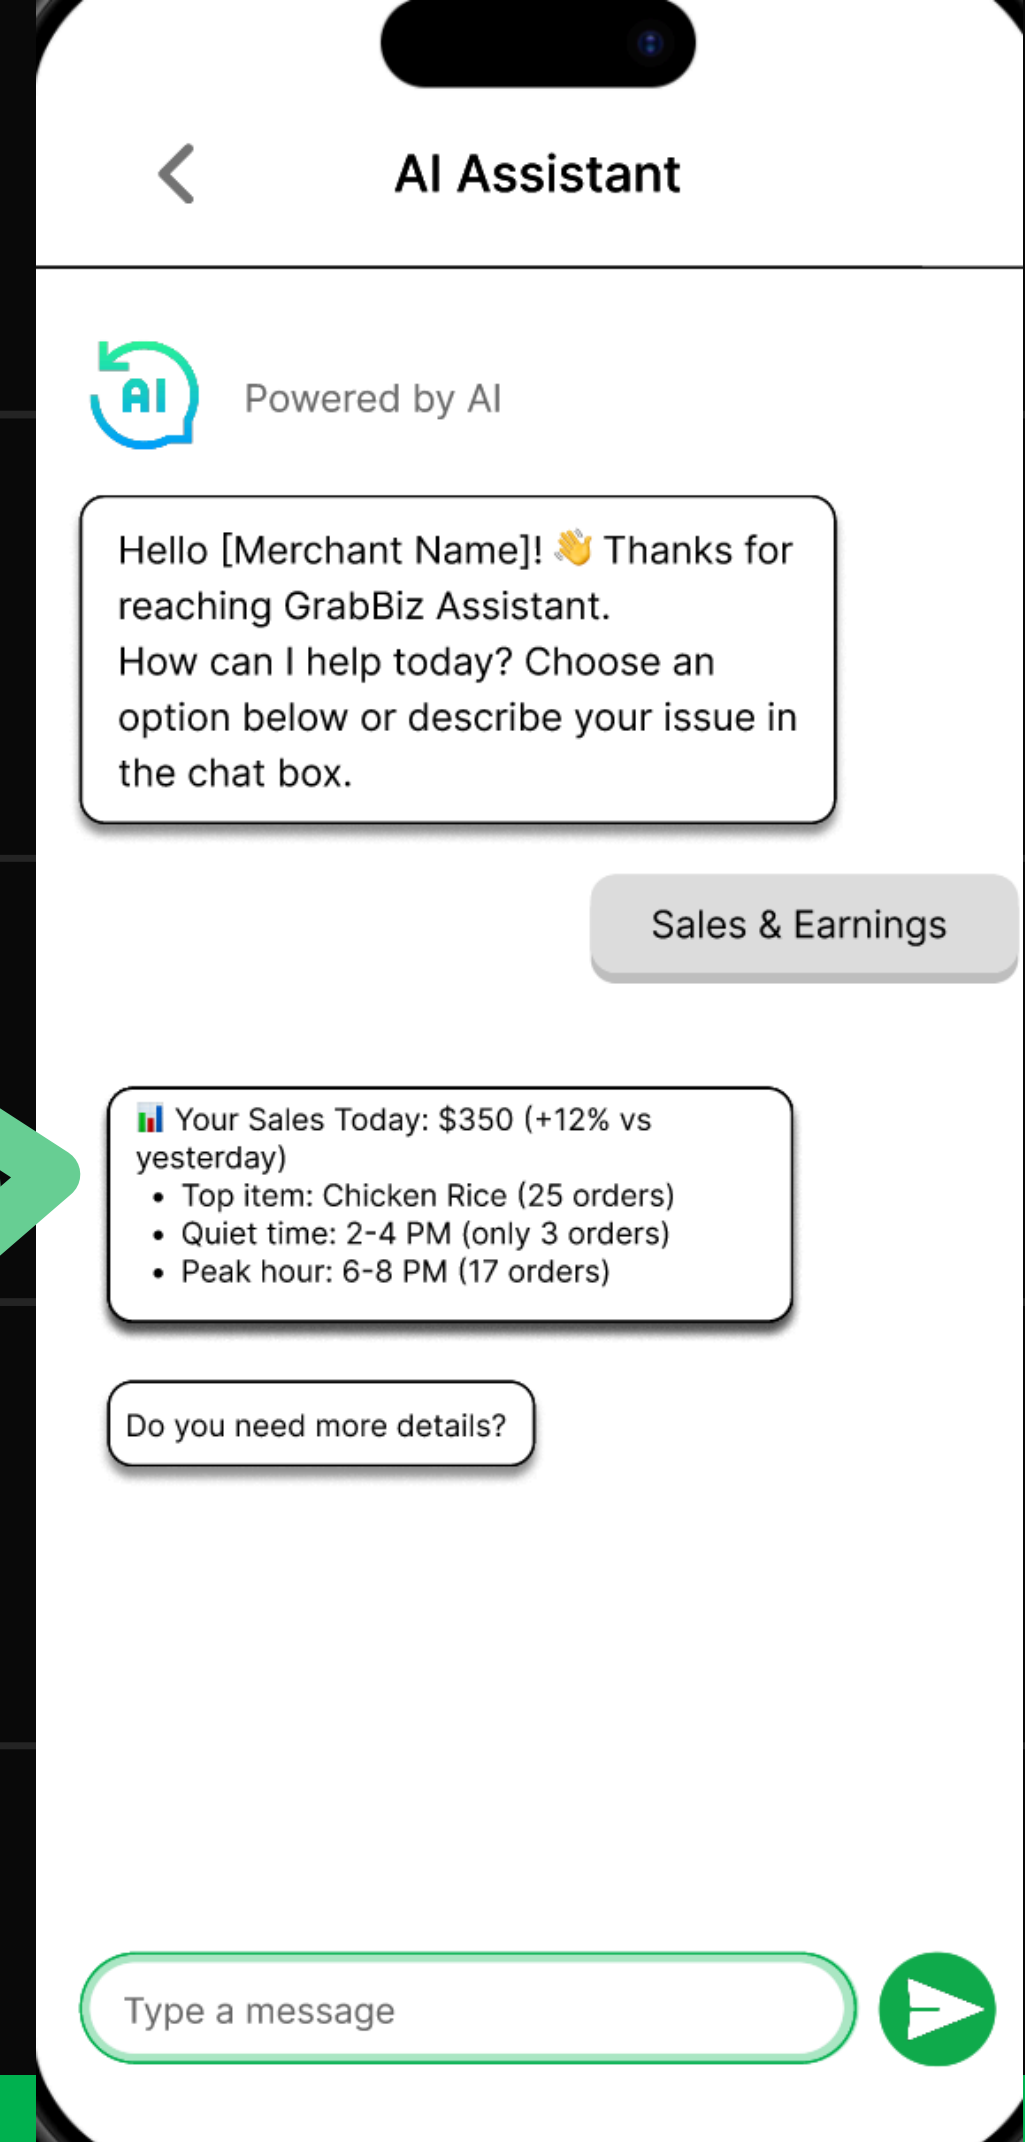 AI Assistant
AI
Powered by AI
Hello [Merchant Name]! 👋 Thanks for
reaching GrabBiz Assistant.
How can I help today? Choose an
option below or describe your issue in
the chat box.
Sales & Earnings
📊 Your Sales Today: $350 (+12% vs
yesterday)
• Top item: Chicken Rice (25 orders)
• Quiet time: 2-4 PM (only 3 orders)
• Peak hour: 6-8 PM (17 orders)
Do you need more details?
Type a message